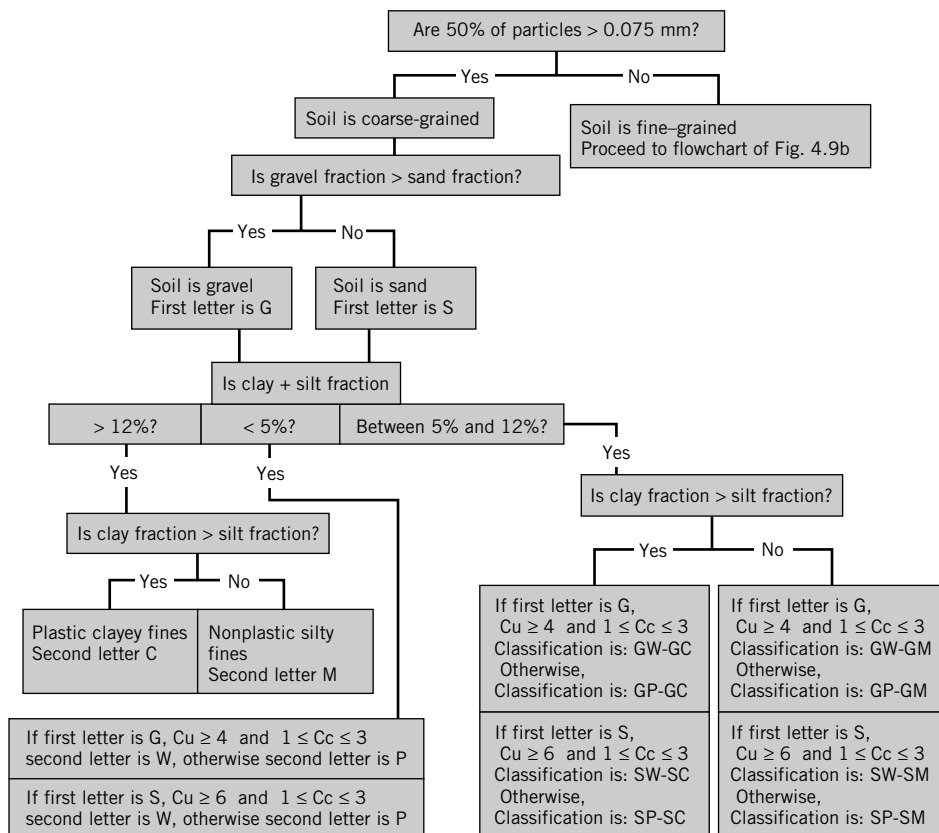 Are 50% of particles > 0.075 mm?
Yes
No
Soil is coarse-grained
Soil is fine–grained
Proceed to flowchart of Fig. 4.9b
Is gravel fraction > sand fraction?
Yes
No
Soil is gravel
First letter is G
Soil is sand
First letter is S
Is clay + silt fraction
> 12%?
< 5%?
Between 5% and 12%?
Yes
Yes
Yes
Is clay fraction > silt fraction?
Is clay fraction > silt fraction?
Yes
No
Yes
No
Plastic clayey fines
Second letter C
Nonplastic silty
fines
Second letter M
If first letter is G,
Cu ≥ 4 and 1 ≤ Cc ≤ 3
Classification is: GW-GC
Otherwise,
Classification is: GP-GC
If first letter is G,
Cu ≥ 4 and 1 ≤ Cc ≤ 3
Classification is: GW-GM
Otherwise,
Classification is: GP-GM
If first letter is G, Cu ≥ 4 and 1 ≤ Cc ≤ 3
second letter is W, otherwise second letter is P
If first letter is S, Cu ≥ 6 and 1 ≤ Cc ≤ 3
second letter is W, otherwise second letter is P
If first letter is S,
Cu ≥ 6 and 1 ≤ Cc ≤ 3
Classification is: SW-SC
Otherwise,
Classification is: SP-SC
If first letter is S,
Cu ≥ 6 and 1 ≤ Cc ≤ 3
Classification is: SW-SM
Otherwise,
Classification is: SP-SM